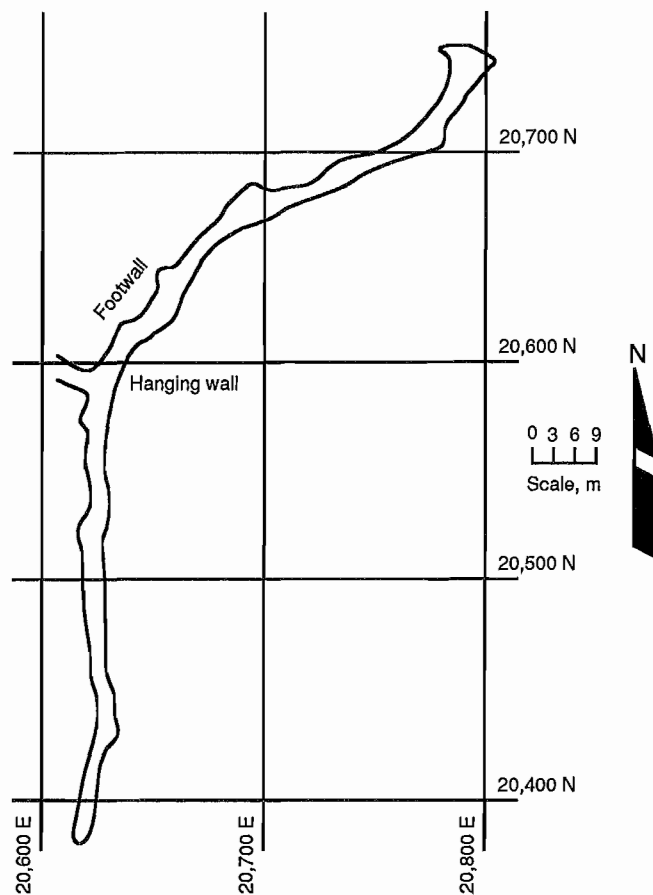 20,700 N
Footwall
20,600 N
N
Hanging wall
0 3 6 9
Scale, m
20,500 N
20,400 N
20,600 E
20,700 E
20,800 E